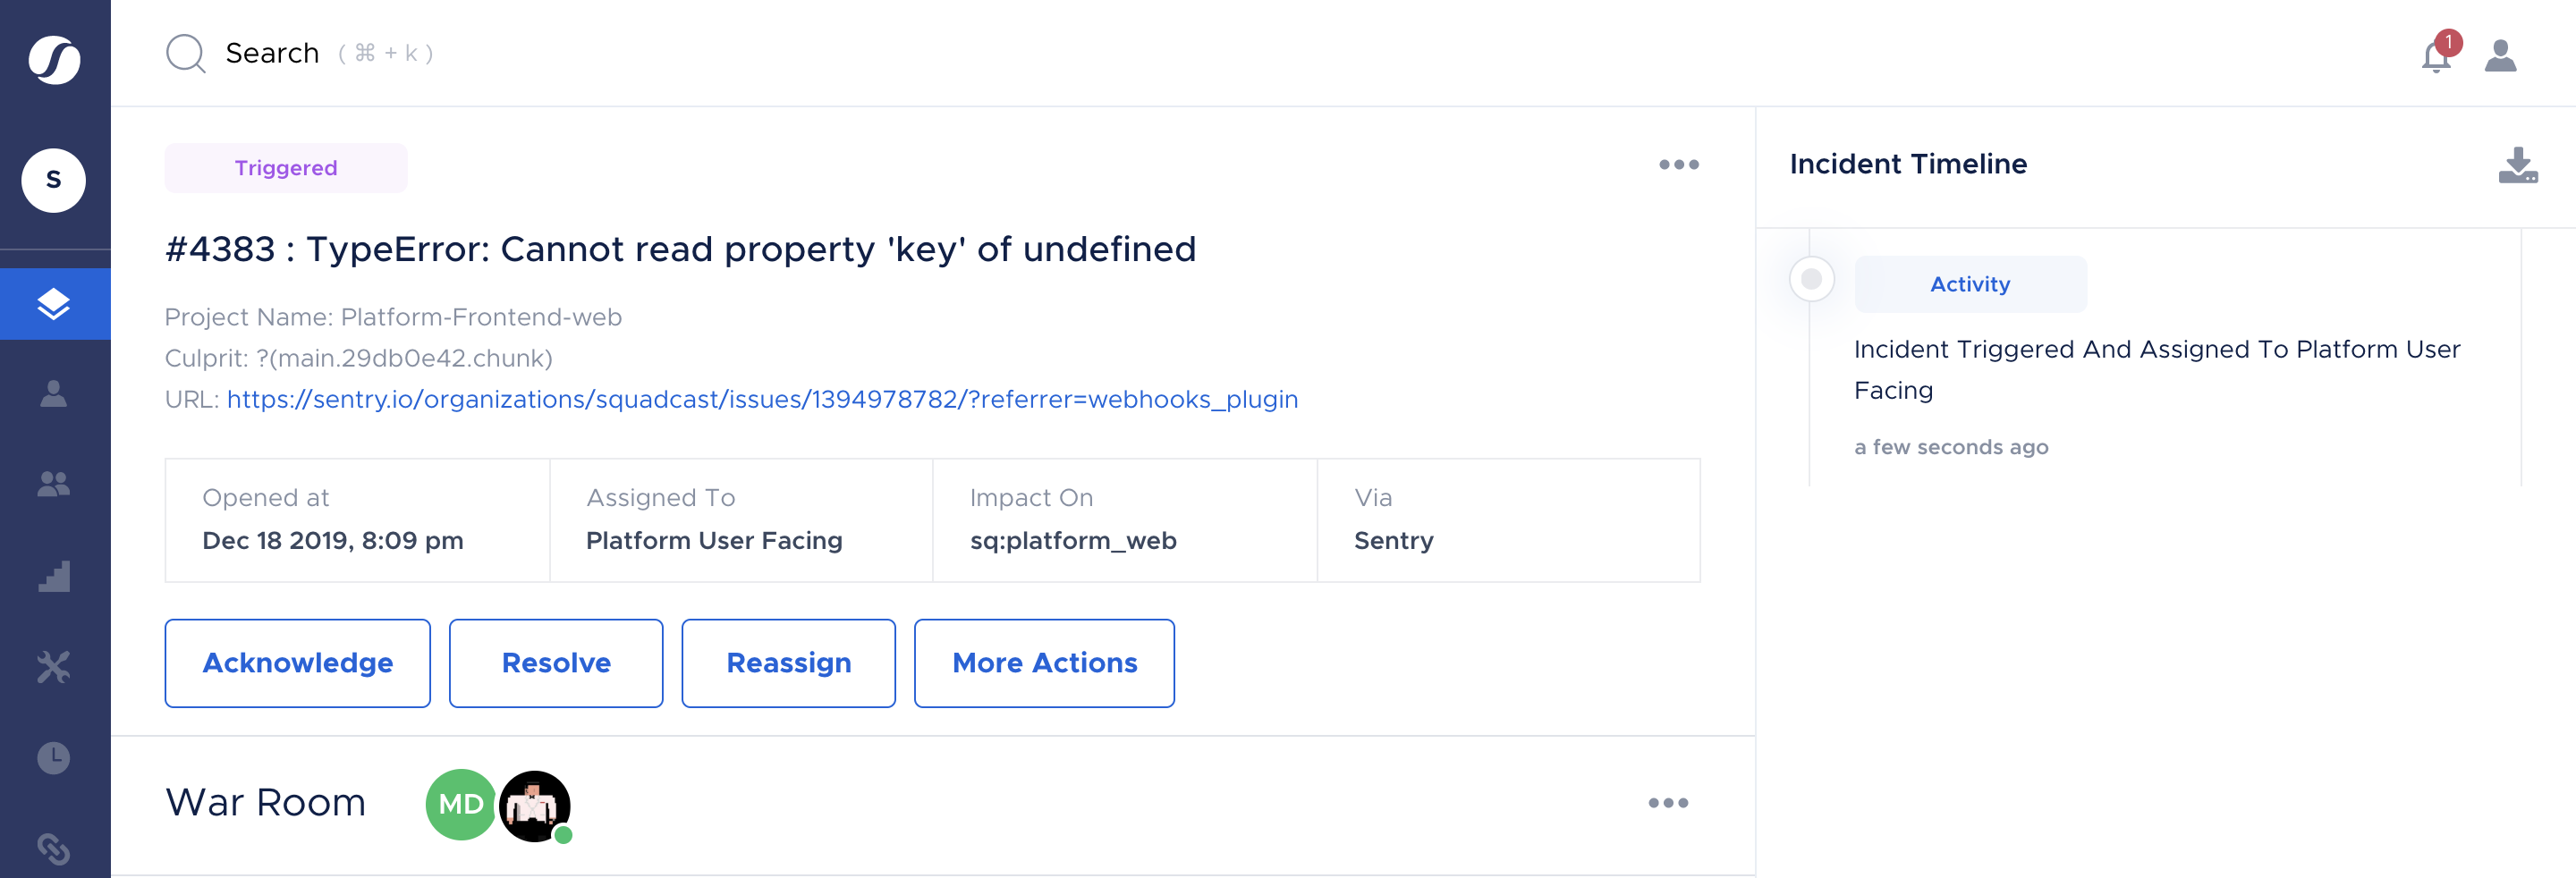 Search ( ⌘ + k )
1
S
Triggered
#4383 : TypeError: Cannot read property 'key' of undefined
Project Name: Platform-Frontend-web
Culprit: ?(main.29db0e42.chunk)
URL: https://sentry.io/organizations/squadcast/issues/1394978782/?referrer=webhooks_plugin
Opened at
Dec 18 2019, 8:09 pm
Assigned To
Platform User Facing
Impact On
sq:platform_web
Via
Sentry
Acknowledge
Resolve
Reassign
More Actions
War Room
MD
Incident Timeline
Activity
Incident Triggered And Assigned To Platform User
Facing
a few seconds ago